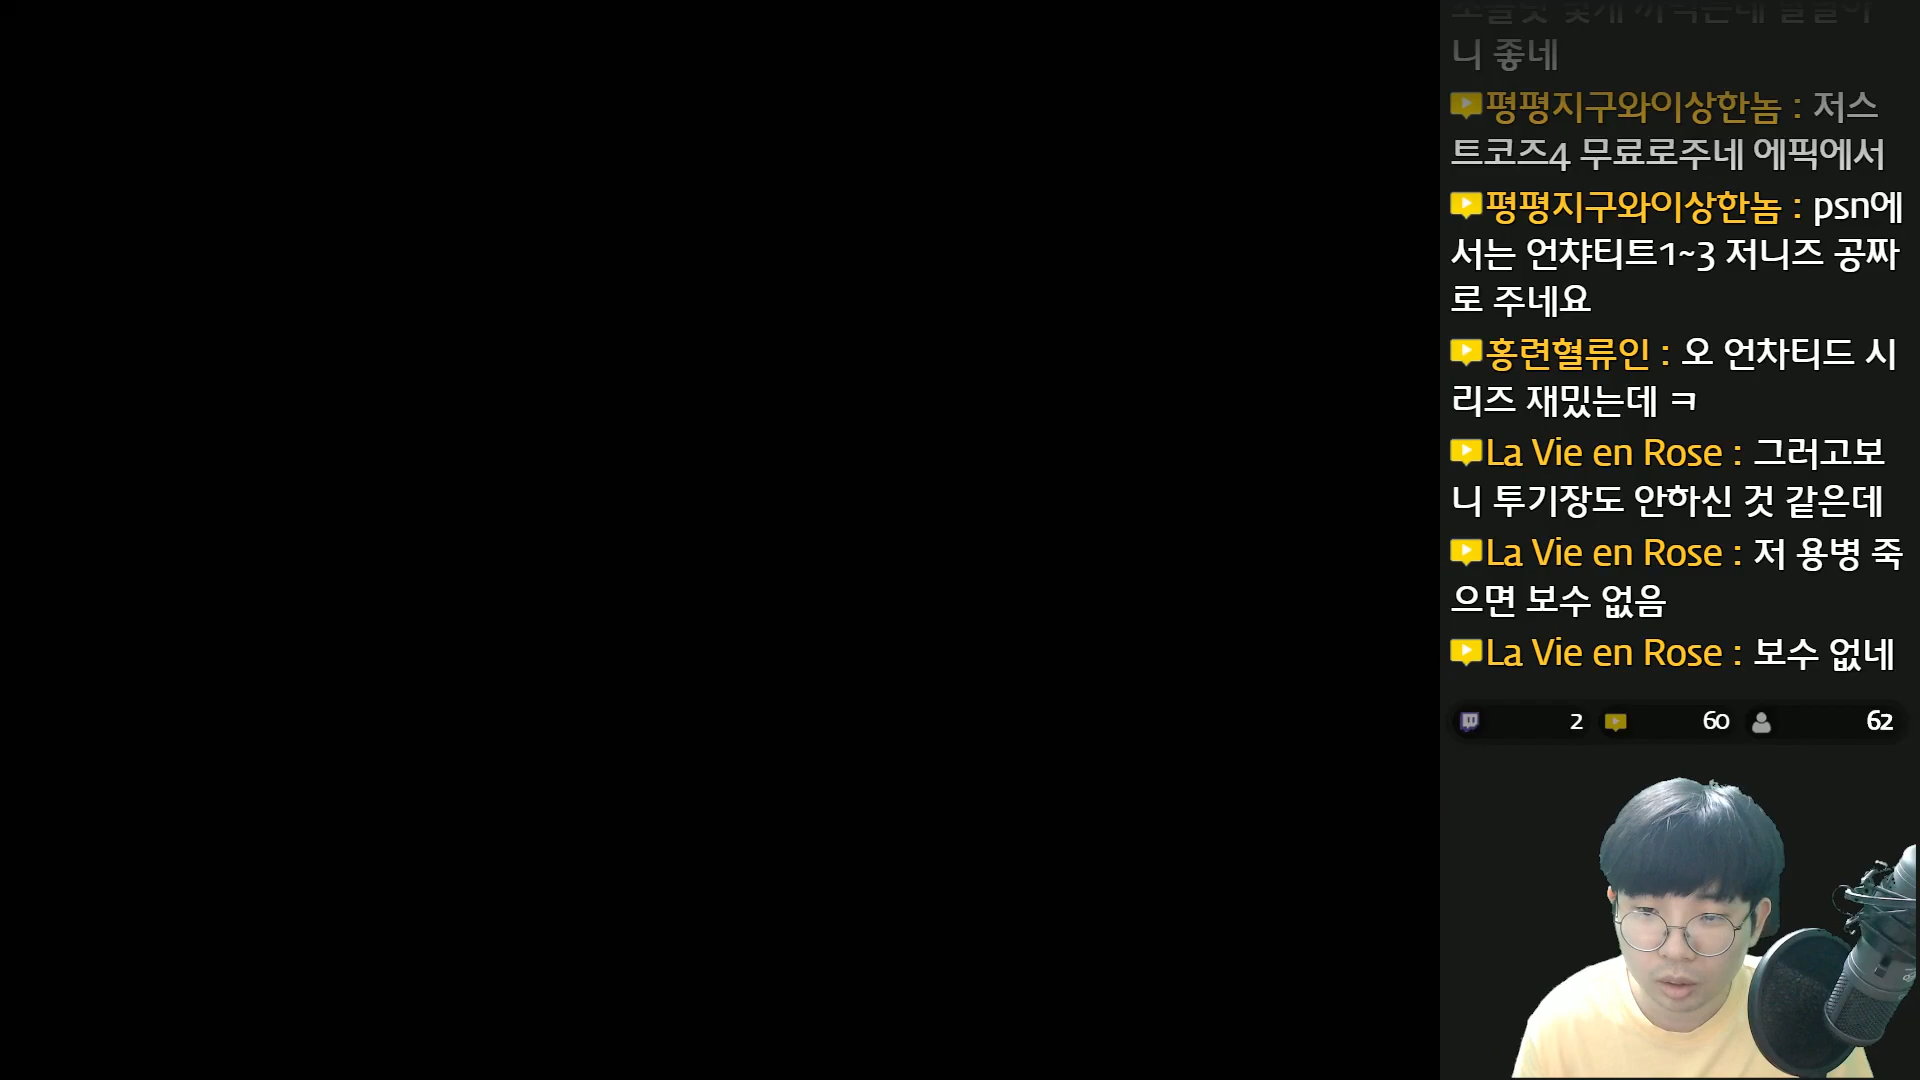 니 좋네
평평지구와이상한놈 : 저스
트코즈4 무료로주네 에픽에서
평평지구와이상한놈 : psn에
서는 언챠티트1~3 저니즈 공짜
로 주네요
홍련혈류인 : 오 언차티드 시
리즈 재밌는데 ㅋ
La Vie en Rose : 그러고보
니 투기장도 안하신 것 같은데
La Vie en Rose : 저 용병 죽
으면 보수 없음
La Vie en Rose : 보수 없네
2 60 62